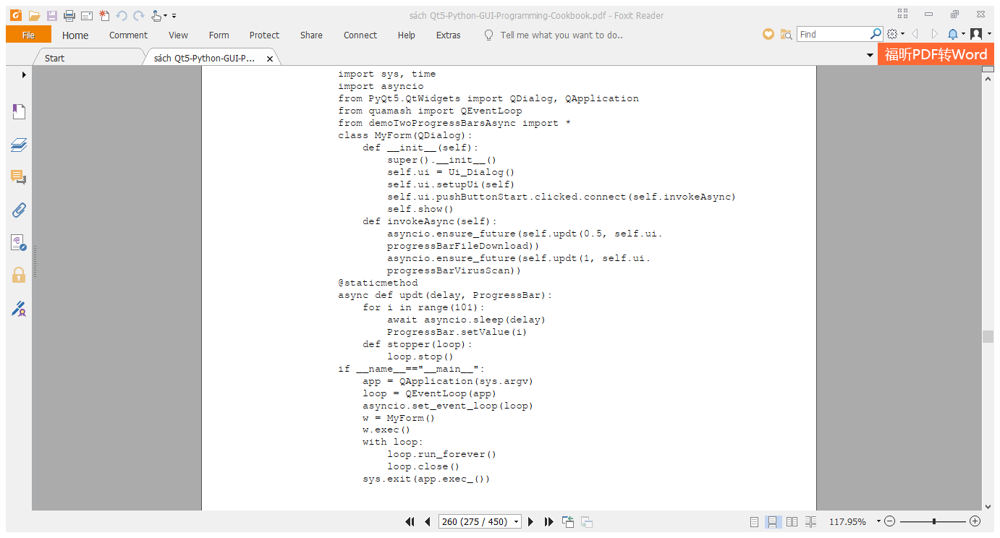 sách Qt5-Python-GUI-Programming-Cookbook.pdf - Foxit Reader
File Home Comment View Form Protect Share Connect Help Extras Tell me what you want to do.. Find
Start sách Qt5-Python-GUI-P... 福昕PDF转Word
import sys, time
import asyncio
from PyQt5.QtWidgets import QDialog, QApplication
from quamash import QEventLoop
from demoTwoProgressBarsAsync import *
class MyForm(QDialog):
    def __init__(self):
        super().__init__()
        self.ui = Ui_Dialog()
        self.ui.setupUi(self)
        self.ui.pushButtonStart.clicked.connect(self.invokeAsync)
        self.show()
    def invokeAsync(self):
        asyncio.ensure_future(self.updt(0.5, self.ui.
        progressBarFileDownload))
        asyncio.ensure_future(self.updt(1, self.ui.
        progressBarVirusScan))
@staticmethod
async def updt(delay, ProgressBar):
    for i in range(101):
        await asyncio.sleep(delay)
        ProgressBar.setValue(i)
    def stopper(loop):
        loop.stop()
if __name__=="__main__":
    app = QApplication(sys.argv)
    loop = QEventLoop(app)
    asyncio.set_event_loop(loop)
    w = MyForm()
    w.exec()
    with loop:
        loop.run_forever()
        loop.close()
    sys.exit(app.exec_())
260 (275 / 450) 117.95%